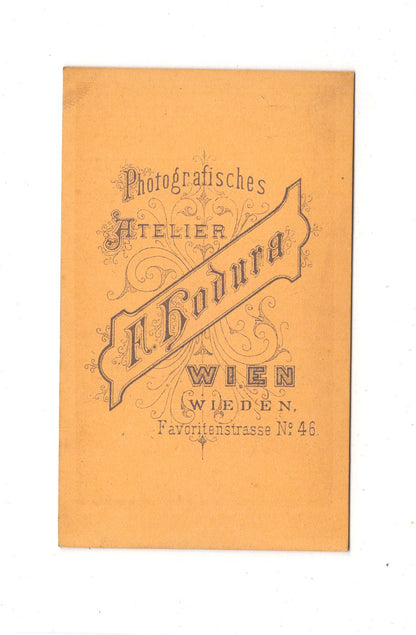 Photografisches
ATELIER
F. Hodura
WIEN
WIEDEN,
Favoritenstrasse No 46.